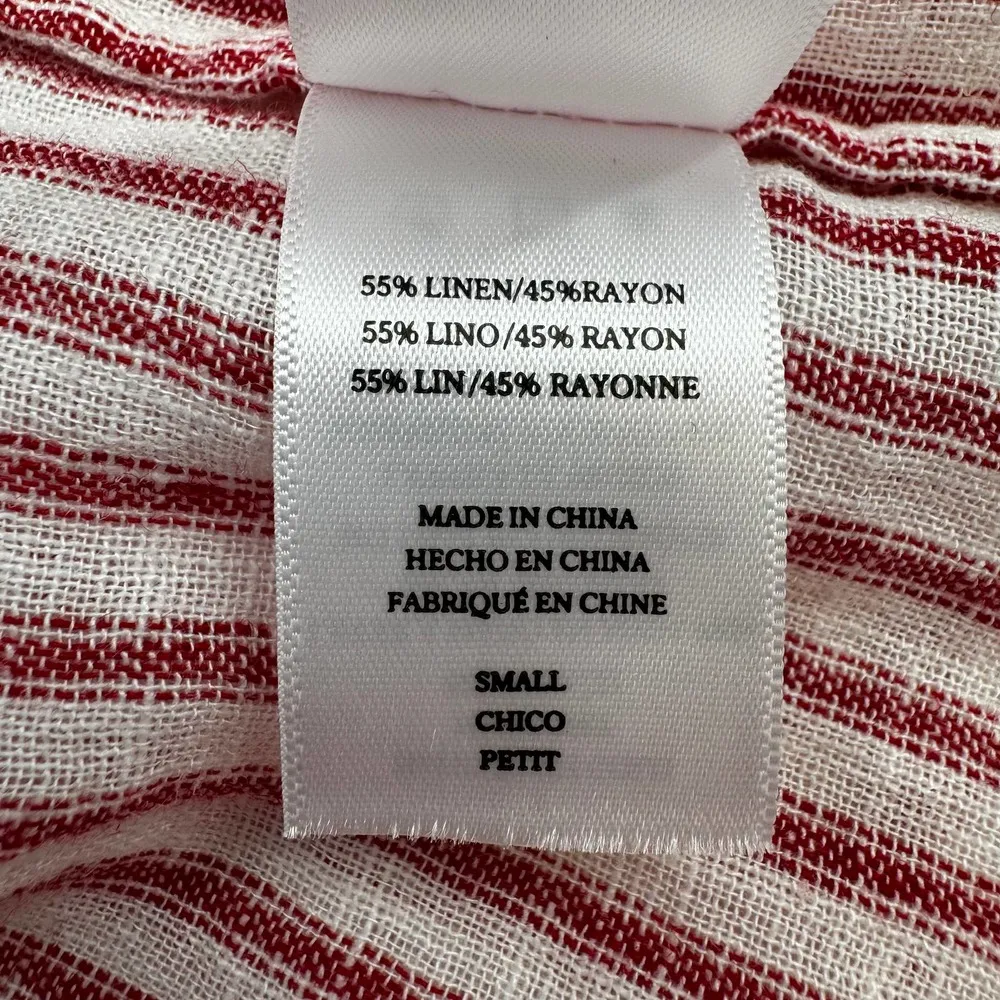 55% LINEN/45%RAYON
55% LINO/45% RAYON
55% LIN/45% RAYONNE
MADE IN CHINA
HECHO EN CHINA
FABRIQUÉ EN CHINE
SMALL
CHICO
PETIT